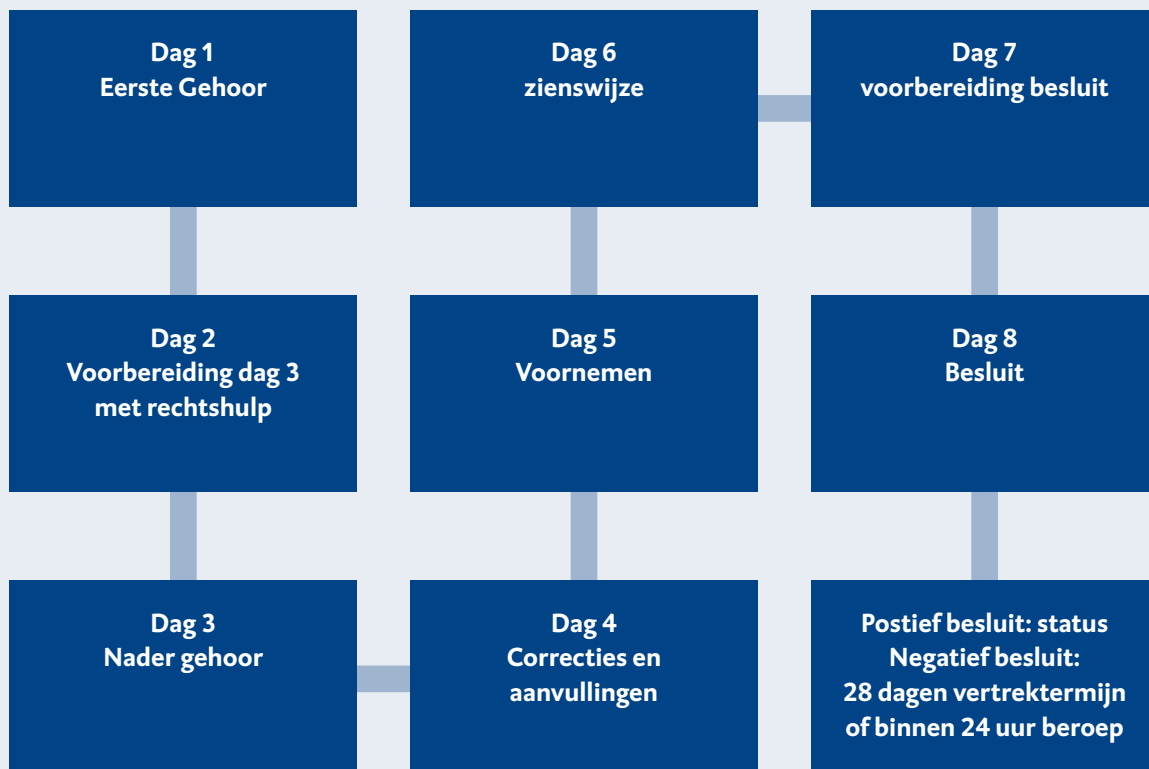 Dag 1
Eerste Gehoor
Dag 2
Voorbereiding dag 3
met rechtshulp
Dag 3
Nader gehoor
Dag 4
Correcties en
aanvullingen
Dag 5
Voornemen
Dag 6
zienswijze
Dag 7
voorbereiding besluit
Dag 8
Besluit
Postief besluit: status
Negatief besluit:
28 dagen vertrektermijn
of binnen 24 uur beroep